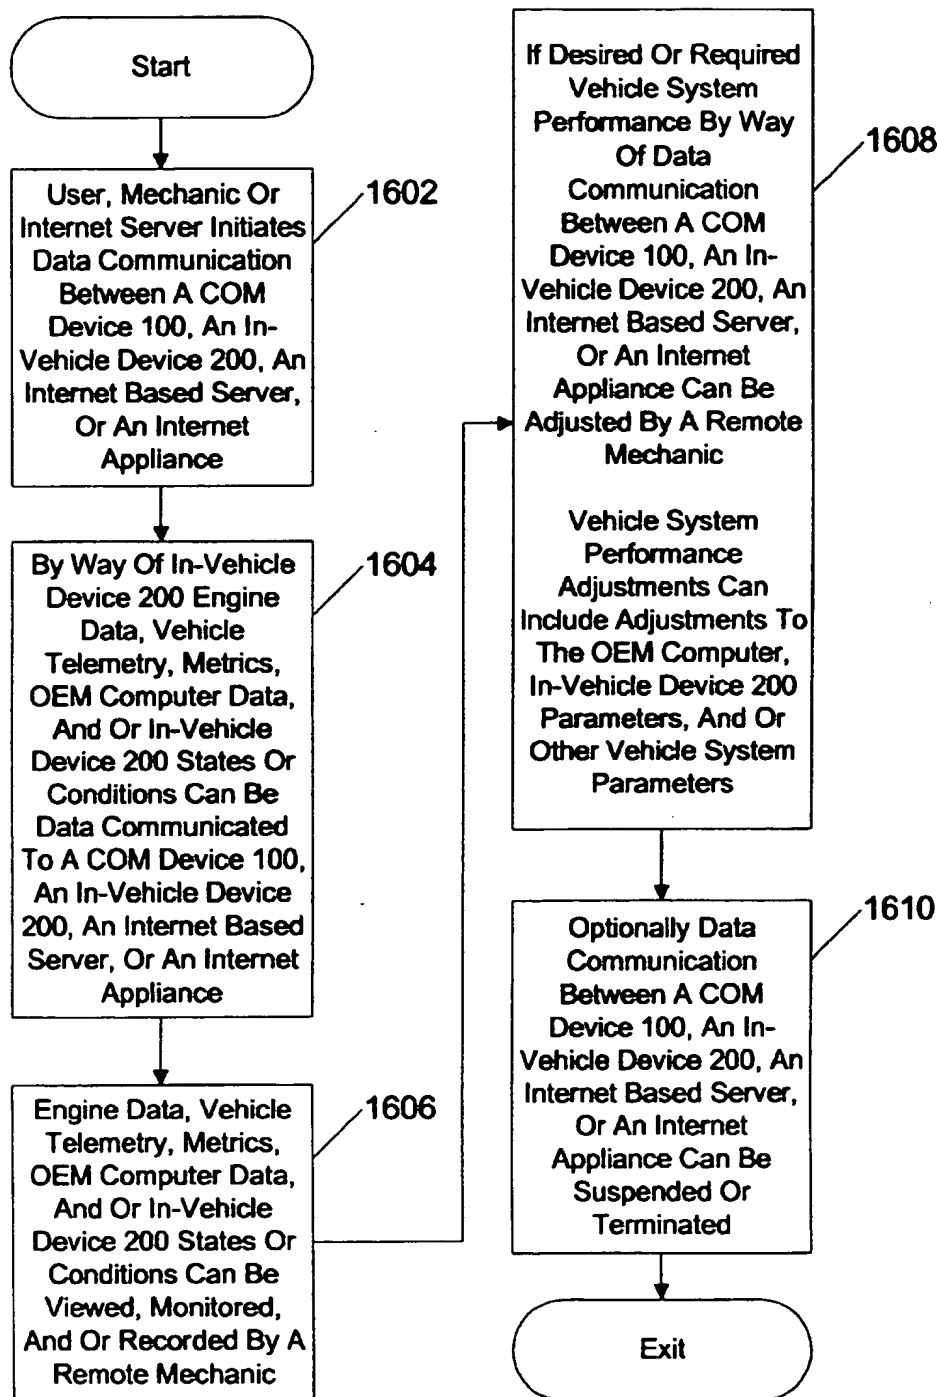 Start
User, Mechanic Or
Internet Server Initiates
Data Communication
Between A COM
Device 100, An In-
Vehicle Device 200, An
Internet Based Server,
Or An Internet
Appliance
1602
By Way Of In-Vehicle
Device 200 Engine
Data, Vehicle
Telemetry, Metrics,
OEM Computer Data,
And Or In-Vehicle
Device 200 States Or
Conditions Can Be
Data Communicated
To A COM Device 100,
An In-Vehicle Device
200, An Internet Based
Server, Or An Internet
Appliance
1604
Engine Data, Vehicle
Telemetry, Metrics,
OEM Computer Data,
And Or In-Vehicle
Device 200 States Or
Conditions Can Be
Viewed, Monitored,
And Or Recorded By A
Remote Mechanic
1606
If Desired Or Required
Vehicle System
Performance By Way
Of Data
Communication
Between A COM
Device 100, An In-
Vehicle Device 200, An
Internet Based Server,
Or An Internet
Appliance Can Be
Adjusted By A Remote
Mechanic
Vehicle System
Performance
Adjustments Can
Include Adjustments To
The OEM Computer,
In-Vehicle Device 200
Parameters, And Or
Other Vehicle System
Parameters
1608
Optionally Data
Communication
Between A COM
Device 100, An In-
Vehicle Device 200, An
Internet Based Server,
Or An Internet
Appliance Can Be
Suspended Or
Terminated
1610
Exit